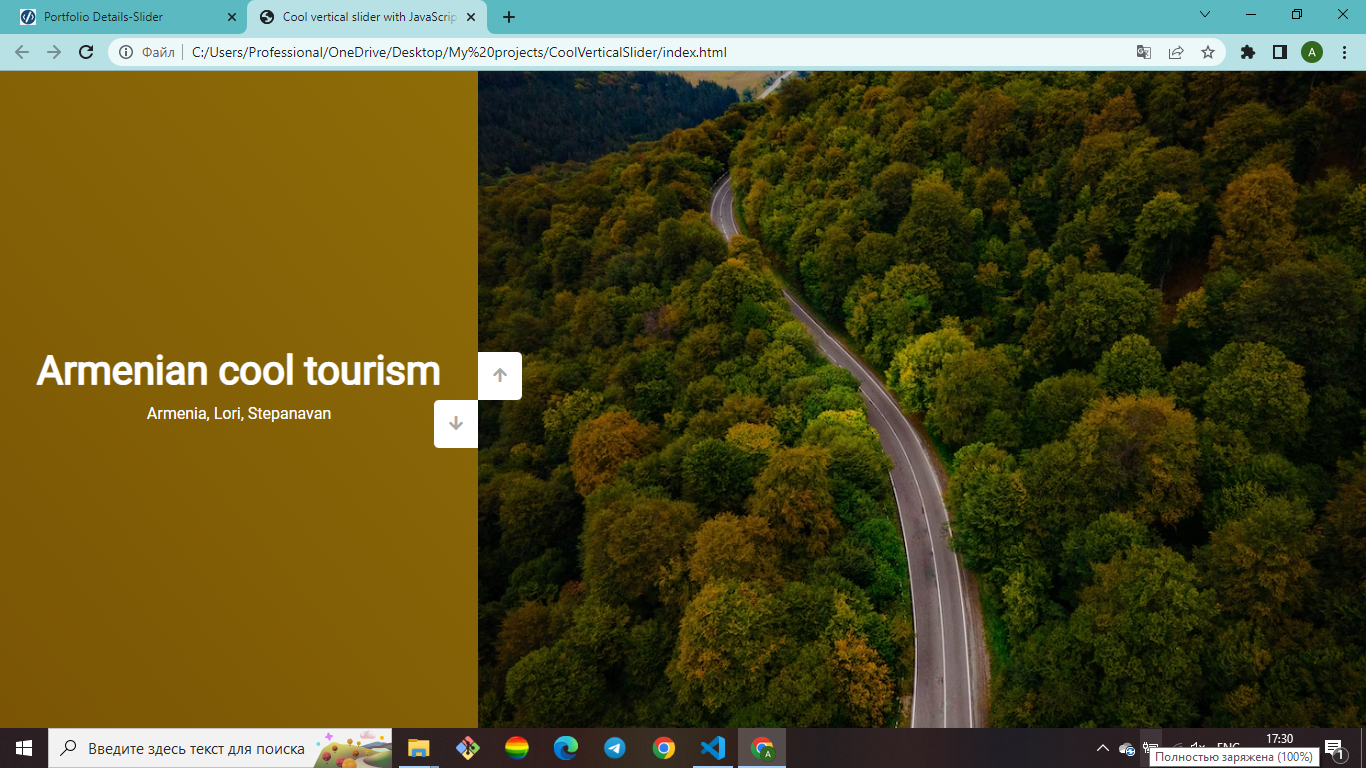 Portfolio Details-Slider
Cool vertical slider with JavaScrip
Файл
C:/Users/Professional/OneDrive/Desktop/My%20projects/CoolVerticalSlider/index.html
A
Armenian cool tourism
Armenia, Lori, Stepanavan
Введите здесь текст для поиска
A
ENG
17:30
1
Полностью заряжена (100%)